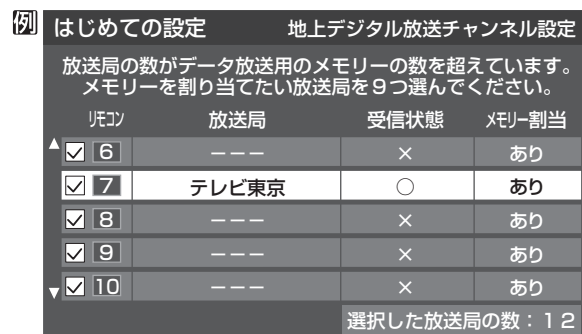 例
はじめての設定 地上デジタル放送チャンネル設定
放送局の数がデータ放送用のメモリーの数を超えています。
メモリーを割り当てたい放送局を9つ選んでください。
リモコン 放送局 受信状態 メモリー割当
6 ――― × あり
7 テレビ東京 ○ あり
8 ――― × あり
9 ――― × あり
10 ――― × あり
選択した放送局の数：12